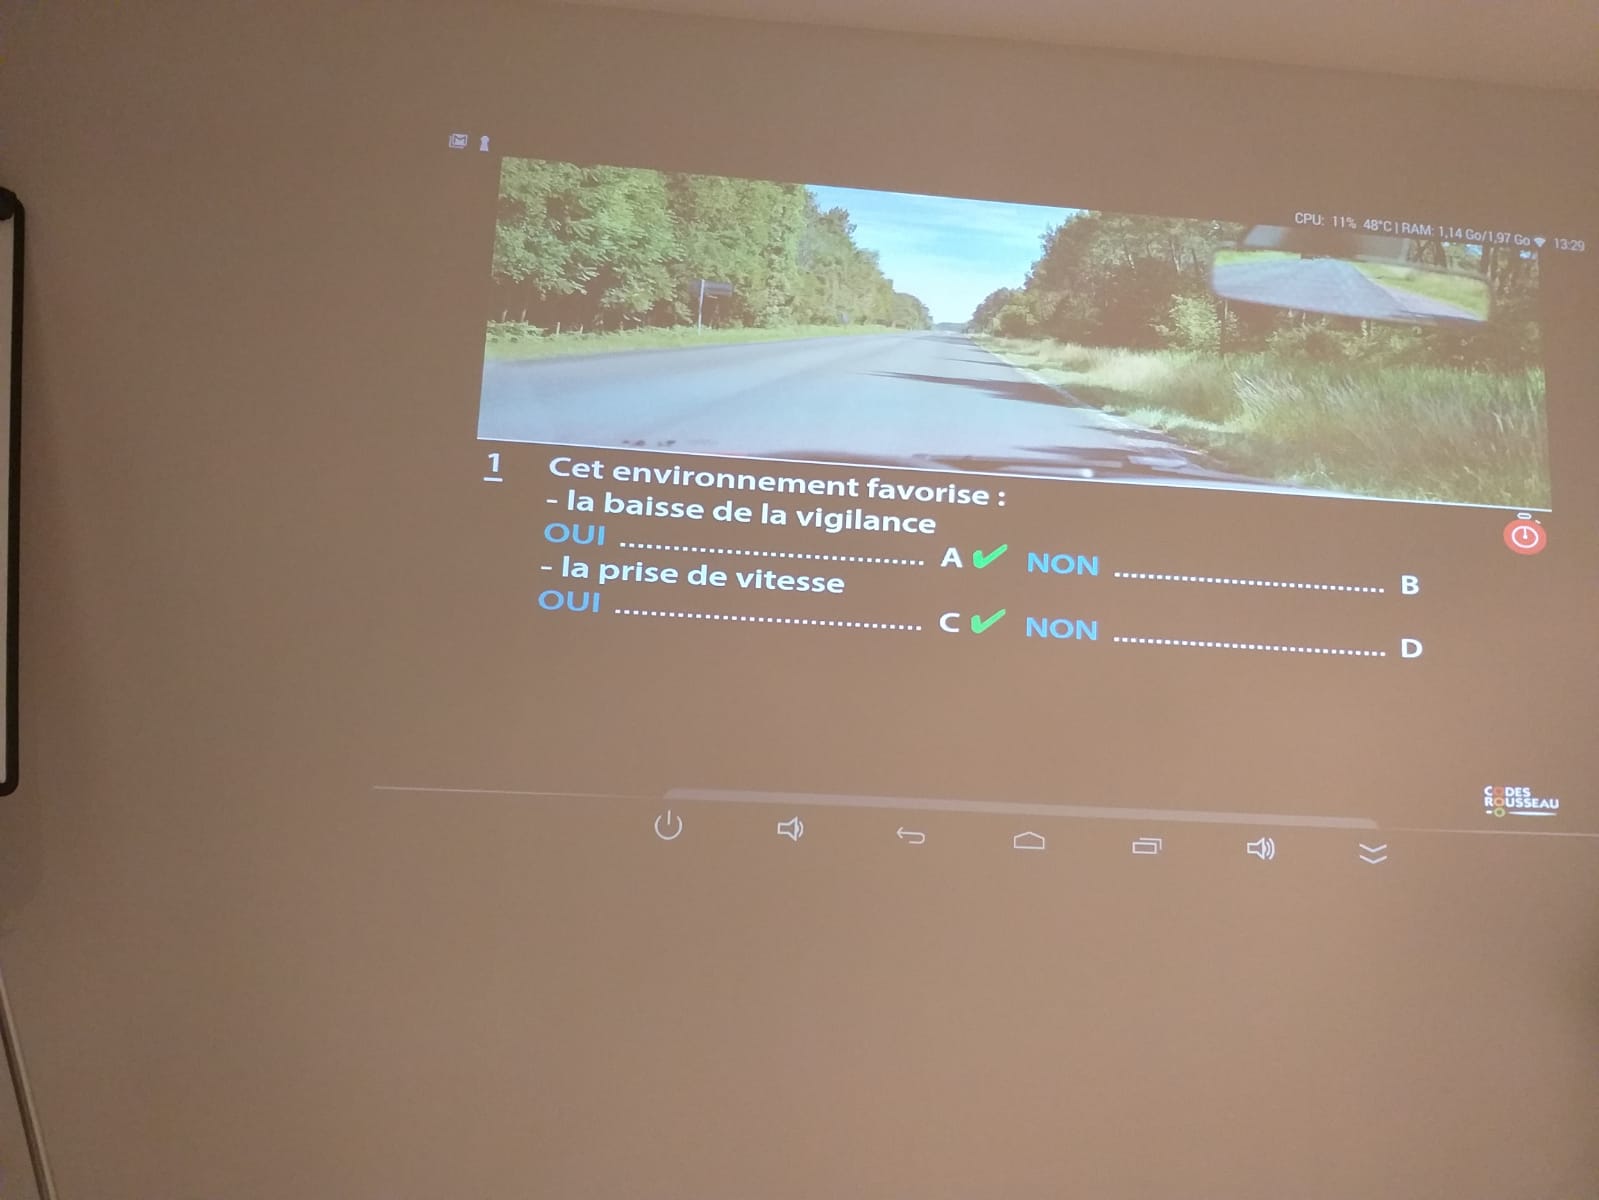 CPU: 11% 48°C | RAM: 1,14 Go/1,97 Go 13:29
1 Cet environnement favorise :
- la baisse de la vigilance
OUI ................................ A ✔ NON ................................ B
- la prise de vitesse
OUI ................................ C ✔ NON ................................ D
CODES
ROUSSEAU